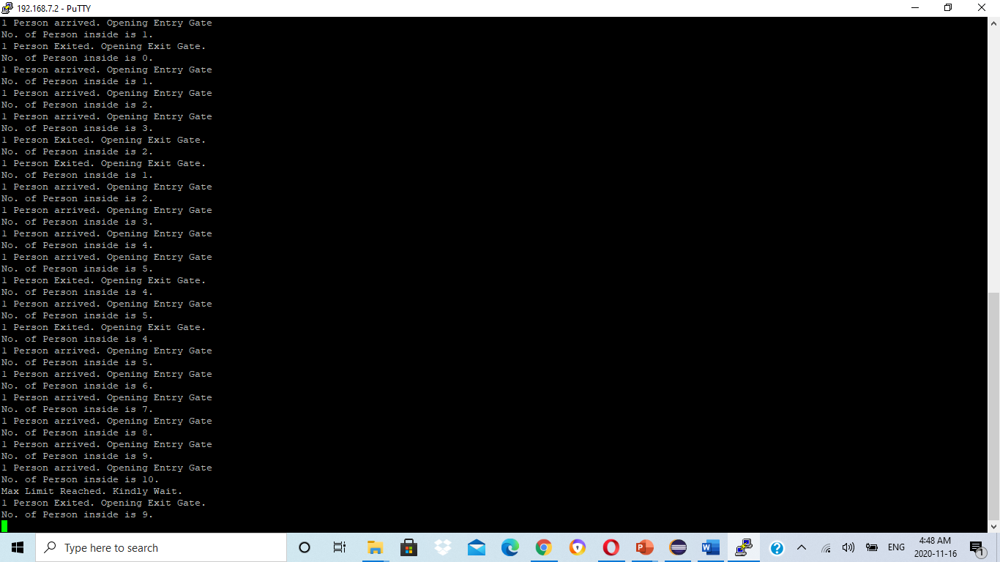 192.168.7.2 - PuTTY
1 Person arrived. Opening Entry Gate
No. of Person inside is 1.
1 Person Exited. Opening Exit Gate.
No. of Person inside is 0.
1 Person arrived. Opening Entry Gate
No. of Person inside is 1.
1 Person arrived. Opening Entry Gate
No. of Person inside is 2.
1 Person arrived. Opening Entry Gate
No. of Person inside is 3.
1 Person Exited. Opening Exit Gate.
No. of Person inside is 2.
1 Person Exited. Opening Exit Gate.
No. of Person inside is 1.
1 Person arrived. Opening Entry Gate
No. of Person inside is 2.
1 Person arrived. Opening Entry Gate
No. of Person inside is 3.
1 Person arrived. Opening Entry Gate
No. of Person inside is 4.
1 Person arrived. Opening Entry Gate
No. of Person inside is 5.
1 Person Exited. Opening Exit Gate.
No. of Person inside is 4.
1 Person arrived. Opening Entry Gate
No. of Person inside is 5.
1 Person Exited. Opening Exit Gate.
No. of Person inside is 4.
1 Person arrived. Opening Entry Gate
No. of Person inside is 5.
1 Person arrived. Opening Entry Gate
No. of Person inside is 6.
1 Person arrived. Opening Entry Gate
No. of Person inside is 7.
1 Person arrived. Opening Entry Gate
No. of Person inside is 8.
1 Person arrived. Opening Entry Gate
No. of Person inside is 9.
1 Person arrived. Opening Entry Gate
No. of Person inside is 10.
Max Limit Reached. Kindly Wait.
1 Person Exited. Opening Exit Gate.
No. of Person inside is 9.
Type here to search
ENG
4:48 AM
2020-11-16
1